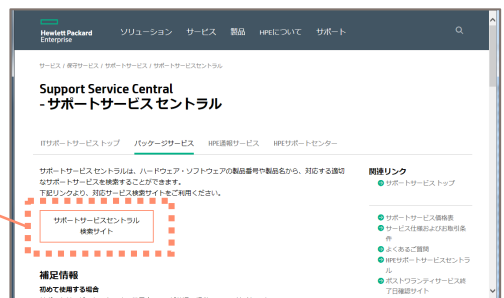 Hewlett Packard
Enterprise
ソリューション サービス 製品 HPEについて サポート
サービス / 保守サービス / サポートサービス / サポートサービスセントラル
Support Service Central
- サポートサービス セントラル
ITサポートサービス トップ パッケージサービス HPE通報サービス HPEサポートセンター
サポートサービス セントラルは、ハードウェア・ソフトウェアの製品番号や製品名から、対応する適切
なサポートサービスを検索することができます。
下記リンクより、対応サービス検索サイトをご利用ください。
サポートサービスセントラル
検索サイト
補足情報
初めて使用する場合
関連リンク
サポートサービス トップ
サポートサービス価格表
サービス仕様およびお取引条
件
よくあるご質問
HPEサポートサービスセントラ
ル
ポストワランティサービス終
了日確認サイト